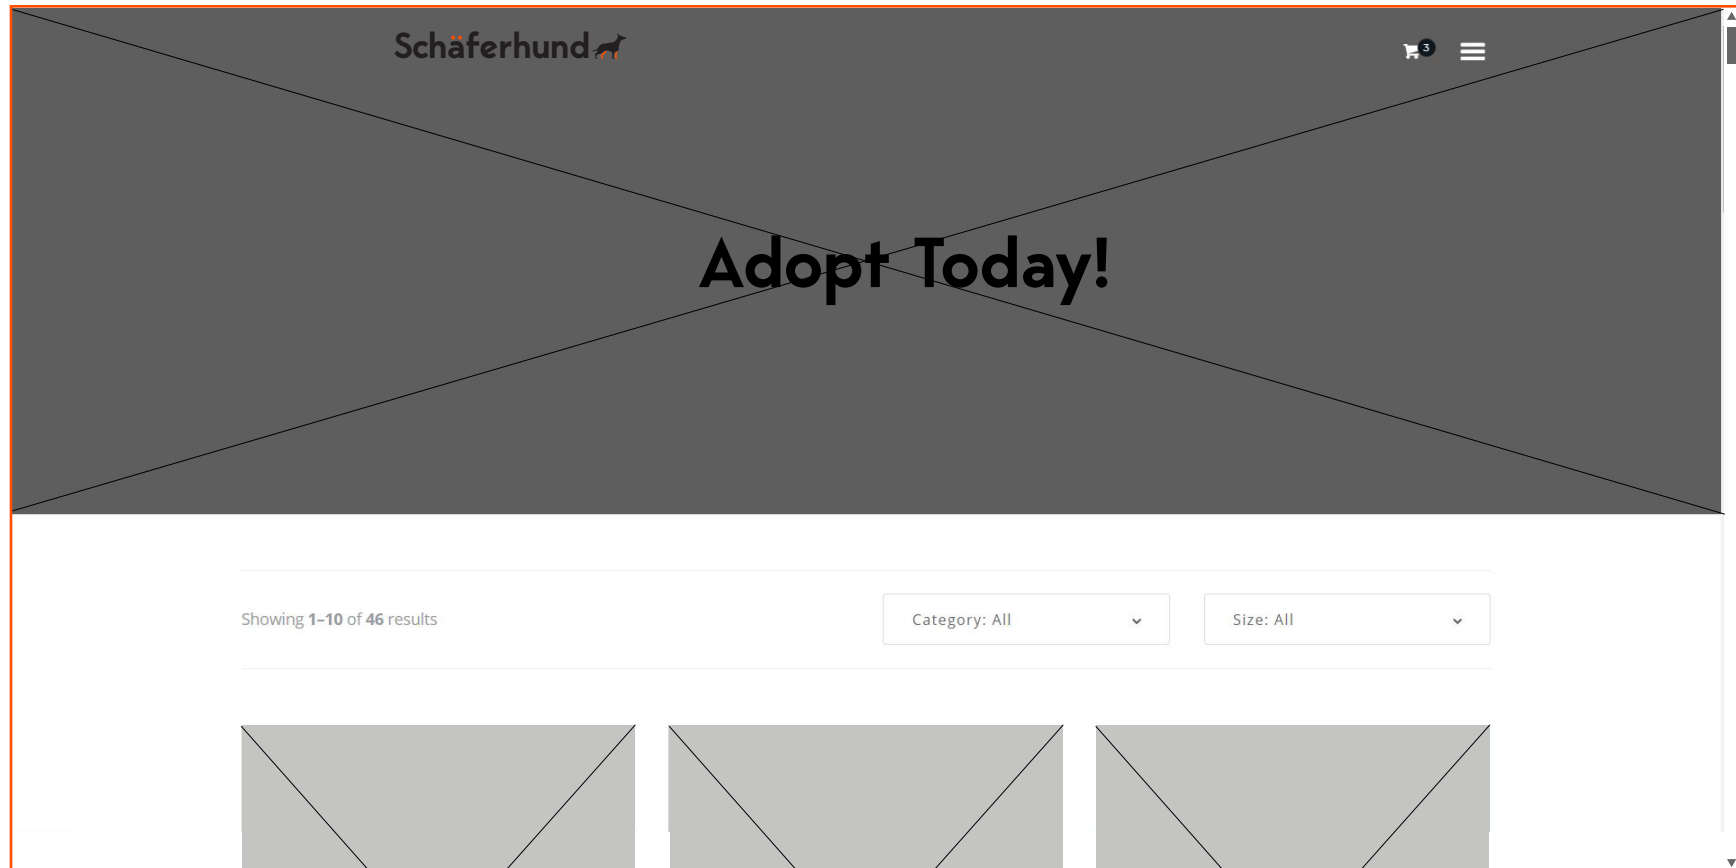 Schäferhund
3
Adopt Today!
Showing 1–10 of 46 results
Category: All
Size: All